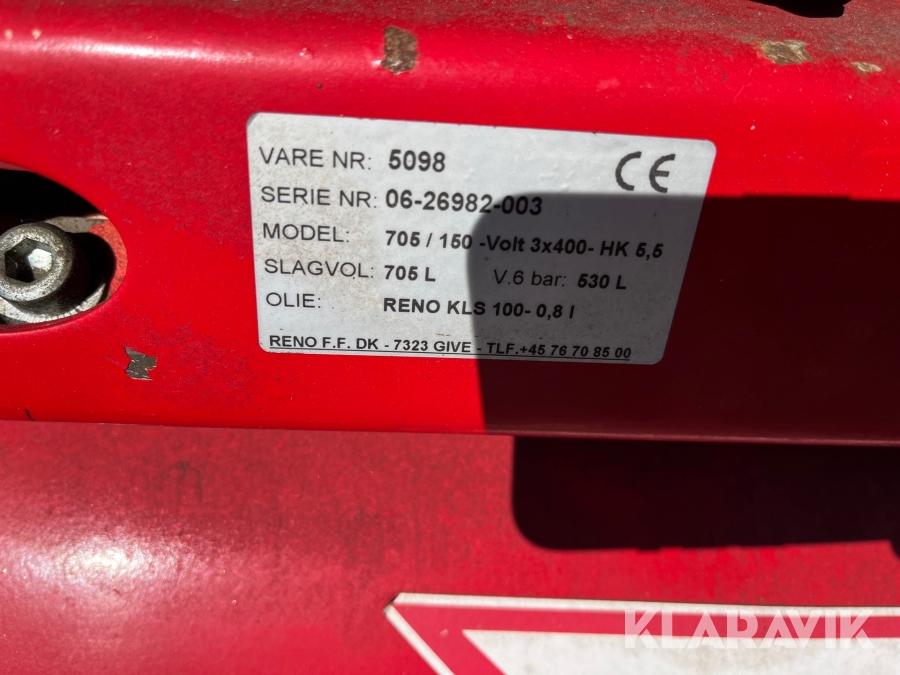 VARE NR: 5098 CE
SERIE NR: 06-26982-003
MODEL: 705 / 150 -Volt 3x400- HK 5,5
SLAGVOL: 705 L V.6 bar: 530 L
OLIE: RENO KLS 100- 0,8 l
RENO F.F. DK - 7323 GIVE - TLF.+45 76 70 85 00
KLARAVIK